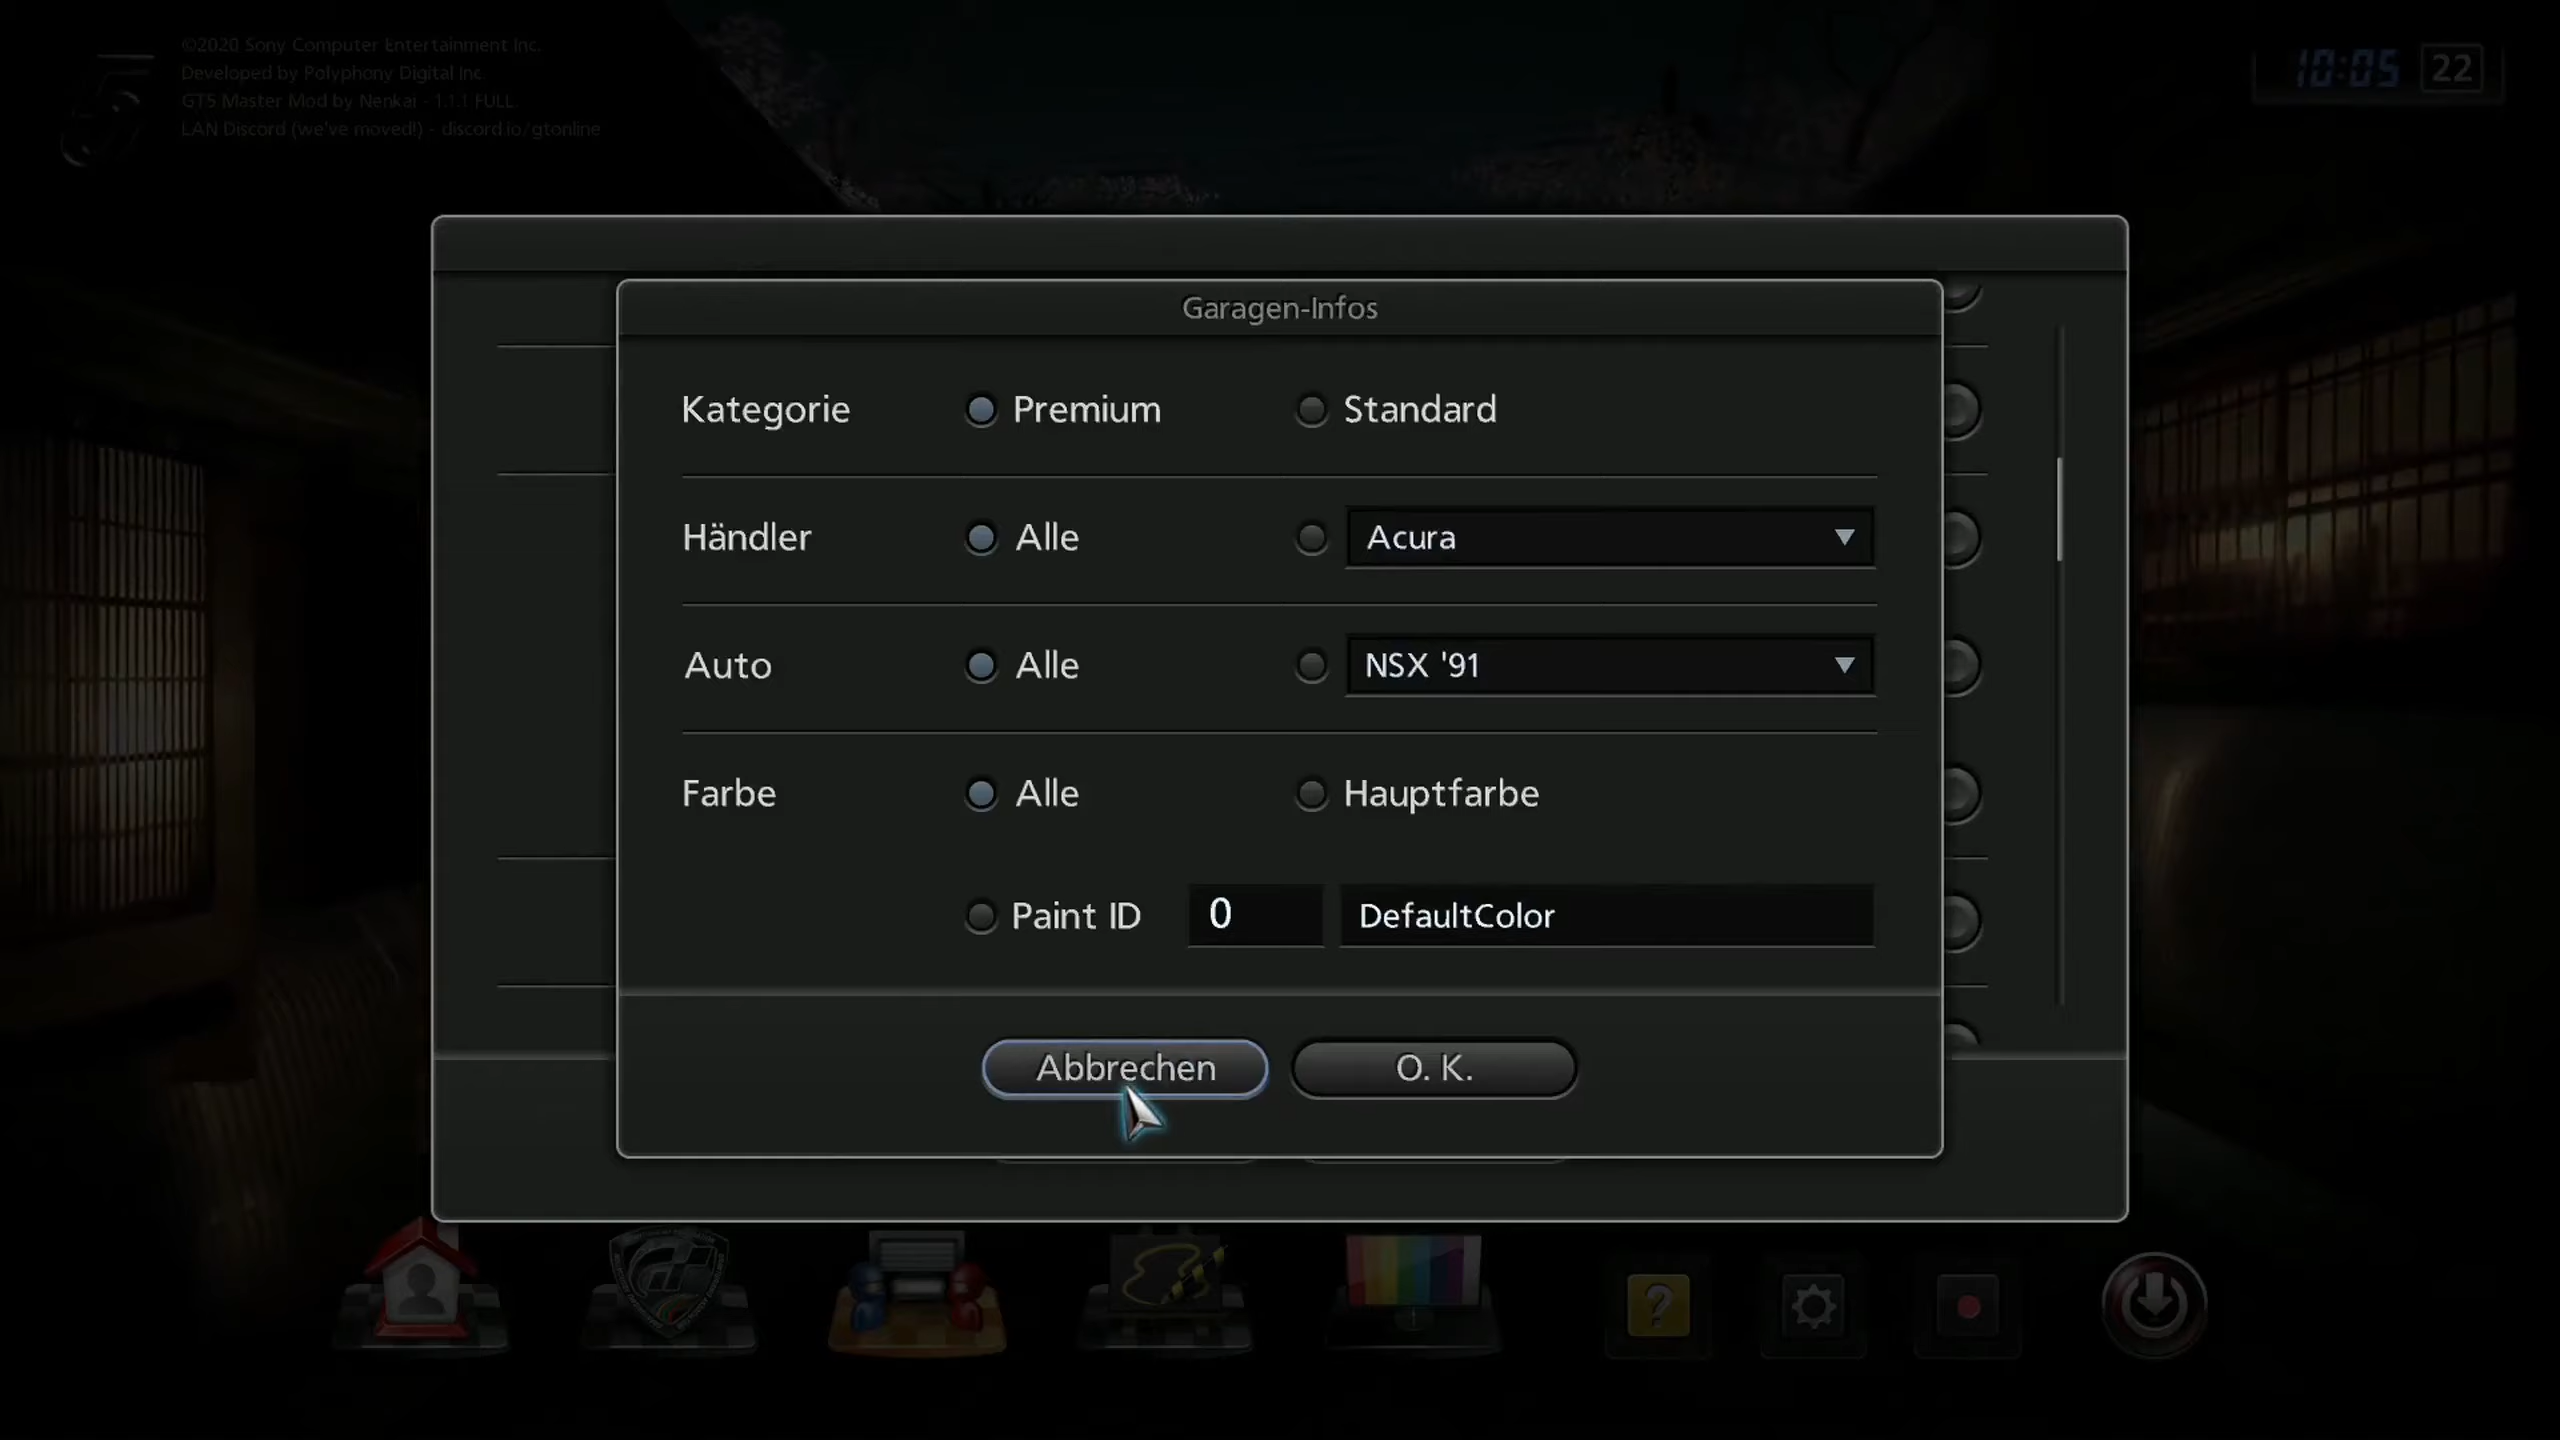 ©2020 Sony Computer Entertainment Inc.
Developed by Polyphony Digital Inc.
GT5 Master Mod by Nenkai - 1.1.1 FULL.
LAN Discord (we've moved!) - discord.io/gtonline
10:05 22
Garagen-Infos
Kategorie Premium Standard
Händler Alle Acura
Auto Alle NSX '91
Farbe Alle Hauptfarbe
Paint ID 0 DefaultColor
Abbrechen O. K.